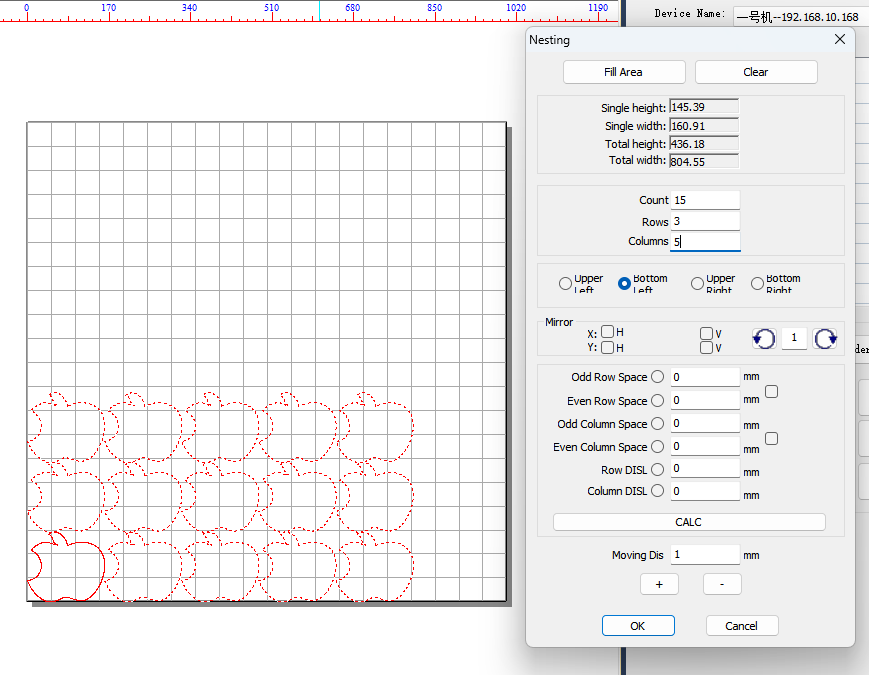 0 170 340 510 680 850 1020 1190
Device Name: 一号机--192.168.10.168
Nesting
Fill Area Clear
Single height: 145.39
Single width: 160.91
Total height: 436.18
Total width: 804.55
Count 15
Rows 3
Columns 5
Upper Left Bottom Left Upper Right Bottom Right
Mirror
X: H V
Y: H V
1
Odd Row Space 0 mm
Even Row Space 0 mm
Odd Column Space 0 mm
Even Column Space 0 mm
Row DISL 0 mm
Column DISL 0 mm
CALC
Moving Dis 1 mm
+ -
OK Cancel